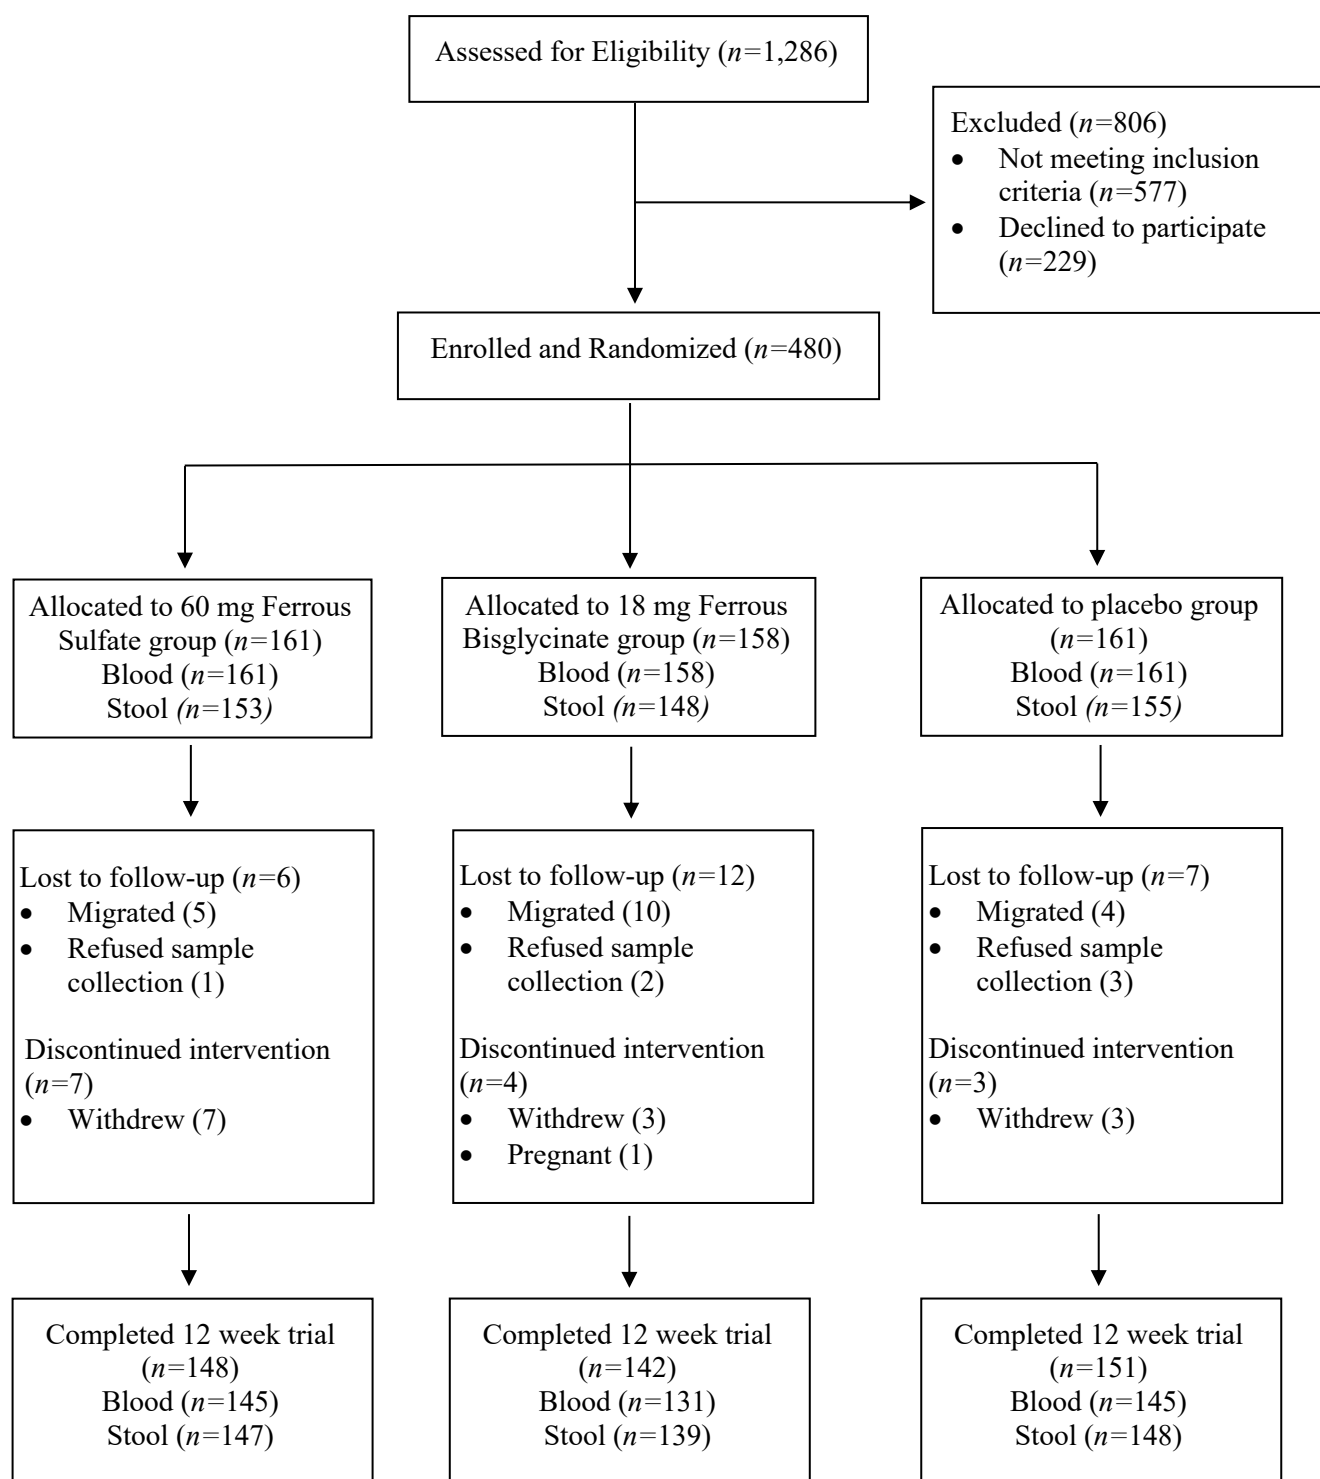 Assessed for Eligibility (n=1,286)
Excluded (n=806)
• Not meeting inclusion
criteria (n=577)
• Declined to participate
(n=229)
Enrolled and Randomized (n=480)
Allocated to 60 mg Ferrous
Sulfate group (n=161)
Blood (n=161)
Stool (n=153)
Allocated to 18 mg Ferrous
Bisglycinate group (n=158)
Blood (n=158)
Stool (n=148)
Allocated to placebo group
(n=161)
Blood (n=161)
Stool (n=155)
Lost to follow-up (n=6)
• Migrated (5)
• Refused sample
collection (1)
Discontinued intervention
(n=7)
• Withdrew (7)
Lost to follow-up (n=12)
• Migrated (10)
• Refused sample
collection (2)
Discontinued intervention
(n=4)
• Withdrew (3)
• Pregnant (1)
Lost to follow-up (n=7)
• Migrated (4)
• Refused sample
collection (3)
Discontinued intervention
(n=3)
• Withdrew (3)
Completed 12 week trial
(n=148)
Blood (n=145)
Stool (n=147)
Completed 12 week trial
(n=142)
Blood (n=131)
Stool (n=139)
Completed 12 week trial
(n=151)
Blood (n=145)
Stool (n=148)